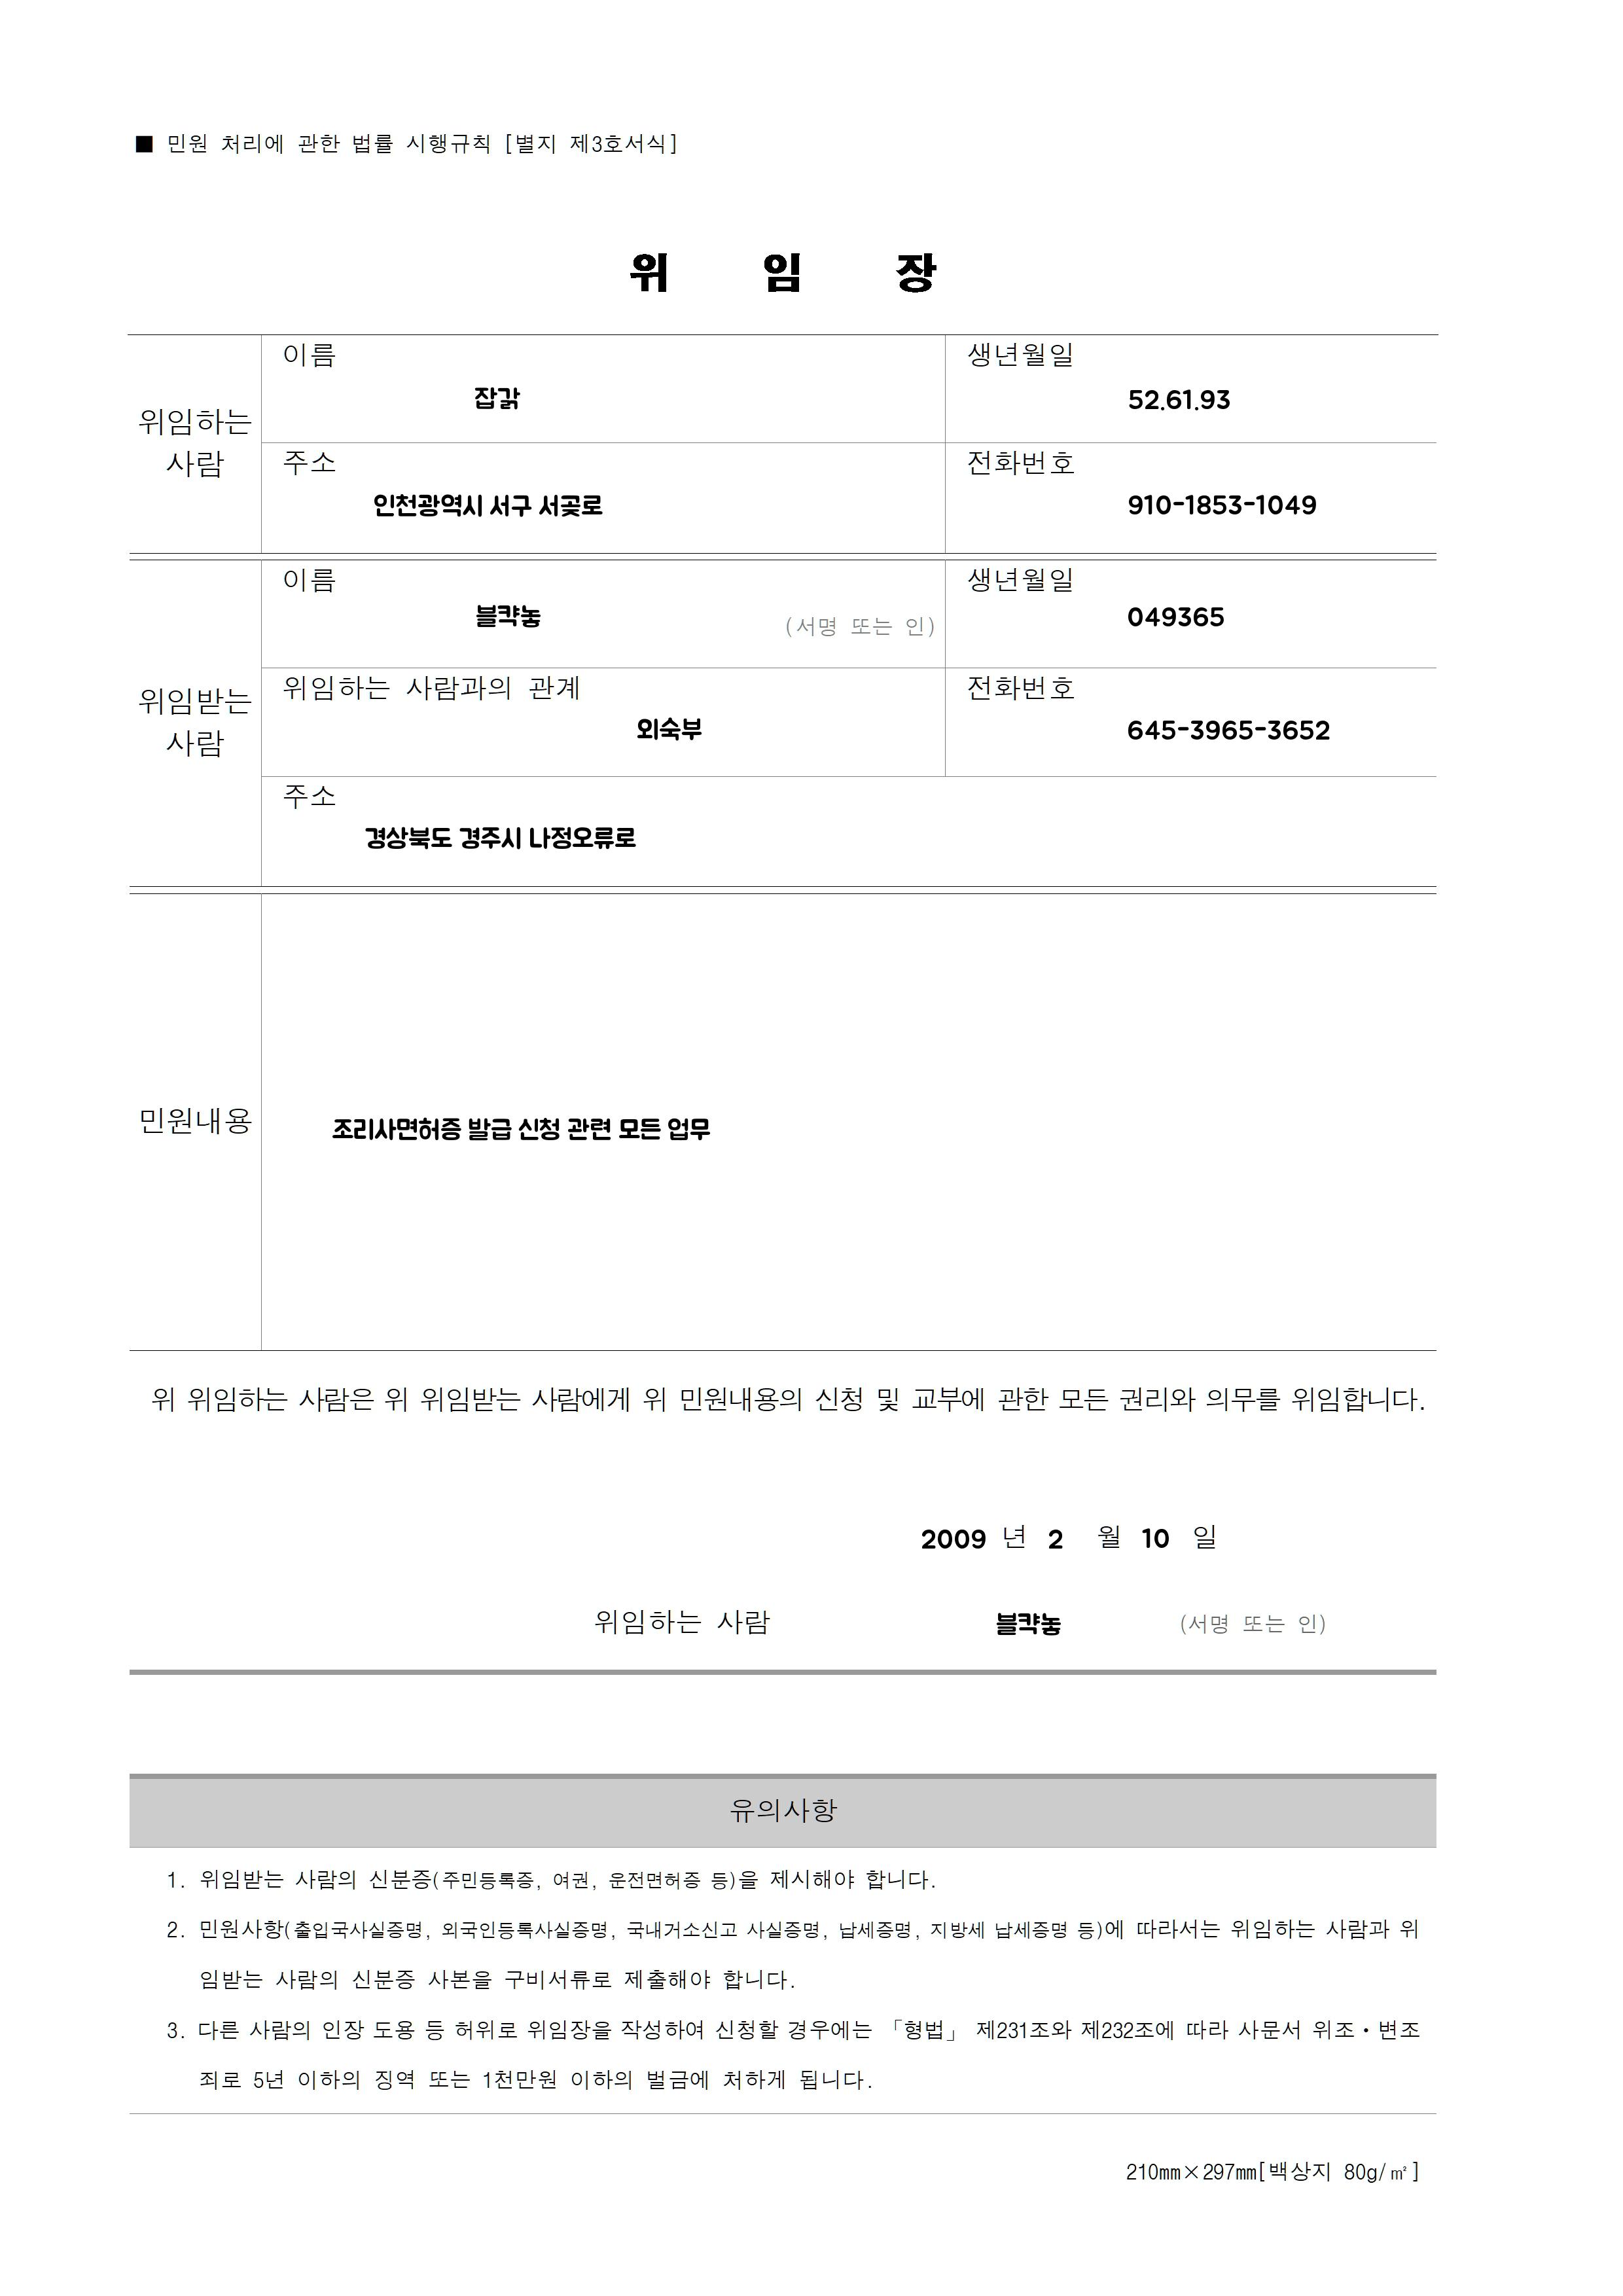 ■ 민원 처리에 관한 법률 시행규칙 [별지 제3호서식]
위 임 장
위임하는 사람
이름
잡갉
생년월일
52.61.93
주소
인천광역시 서구 서곶로
전화번호
910-1853-1049
위임받는 사람
이름
블캭놓
(서명 또는 인)
생년월일
049365
위임하는 사람과의 관계
외숙부
전화번호
645-3965-3652
주소
경상북도 경주시 나정오류로
민원내용
조리사면허증 발급 신청 관련 모든 업무
위 위임하는 사람은 위 위임받는 사람에게 위 민원내용의 신청 및 교부에 관한 모든 권리와 의무를 위임합니다.
2009 년 2 월 10 일
위임하는 사람 블캭놓 (서명 또는 인)
유의사항
1. 위임받는 사람의 신분증(주민등록증, 여권, 운전면허증 등)을 제시해야 합니다.
2. 민원사항(출입국사실증명, 외국인등록사실증명, 국내거소신고 사실증명, 납세증명, 지방세 납세증명 등)에 따라서는 위임하는 사람과 위
임받는 사람의 신분증 사본을 구비서류로 제출해야 합니다.
3. 다른 사람의 인장 도용 등 허위로 위임장을 작성하여 신청할 경우에는 「형법」 제231조와 제232조에 따라 사문서 위조·변조
죄로 5년 이하의 징역 또는 1천만원 이하의 벌금에 처하게 됩니다.
210㎜×297㎜[백상지 80g/㎡]